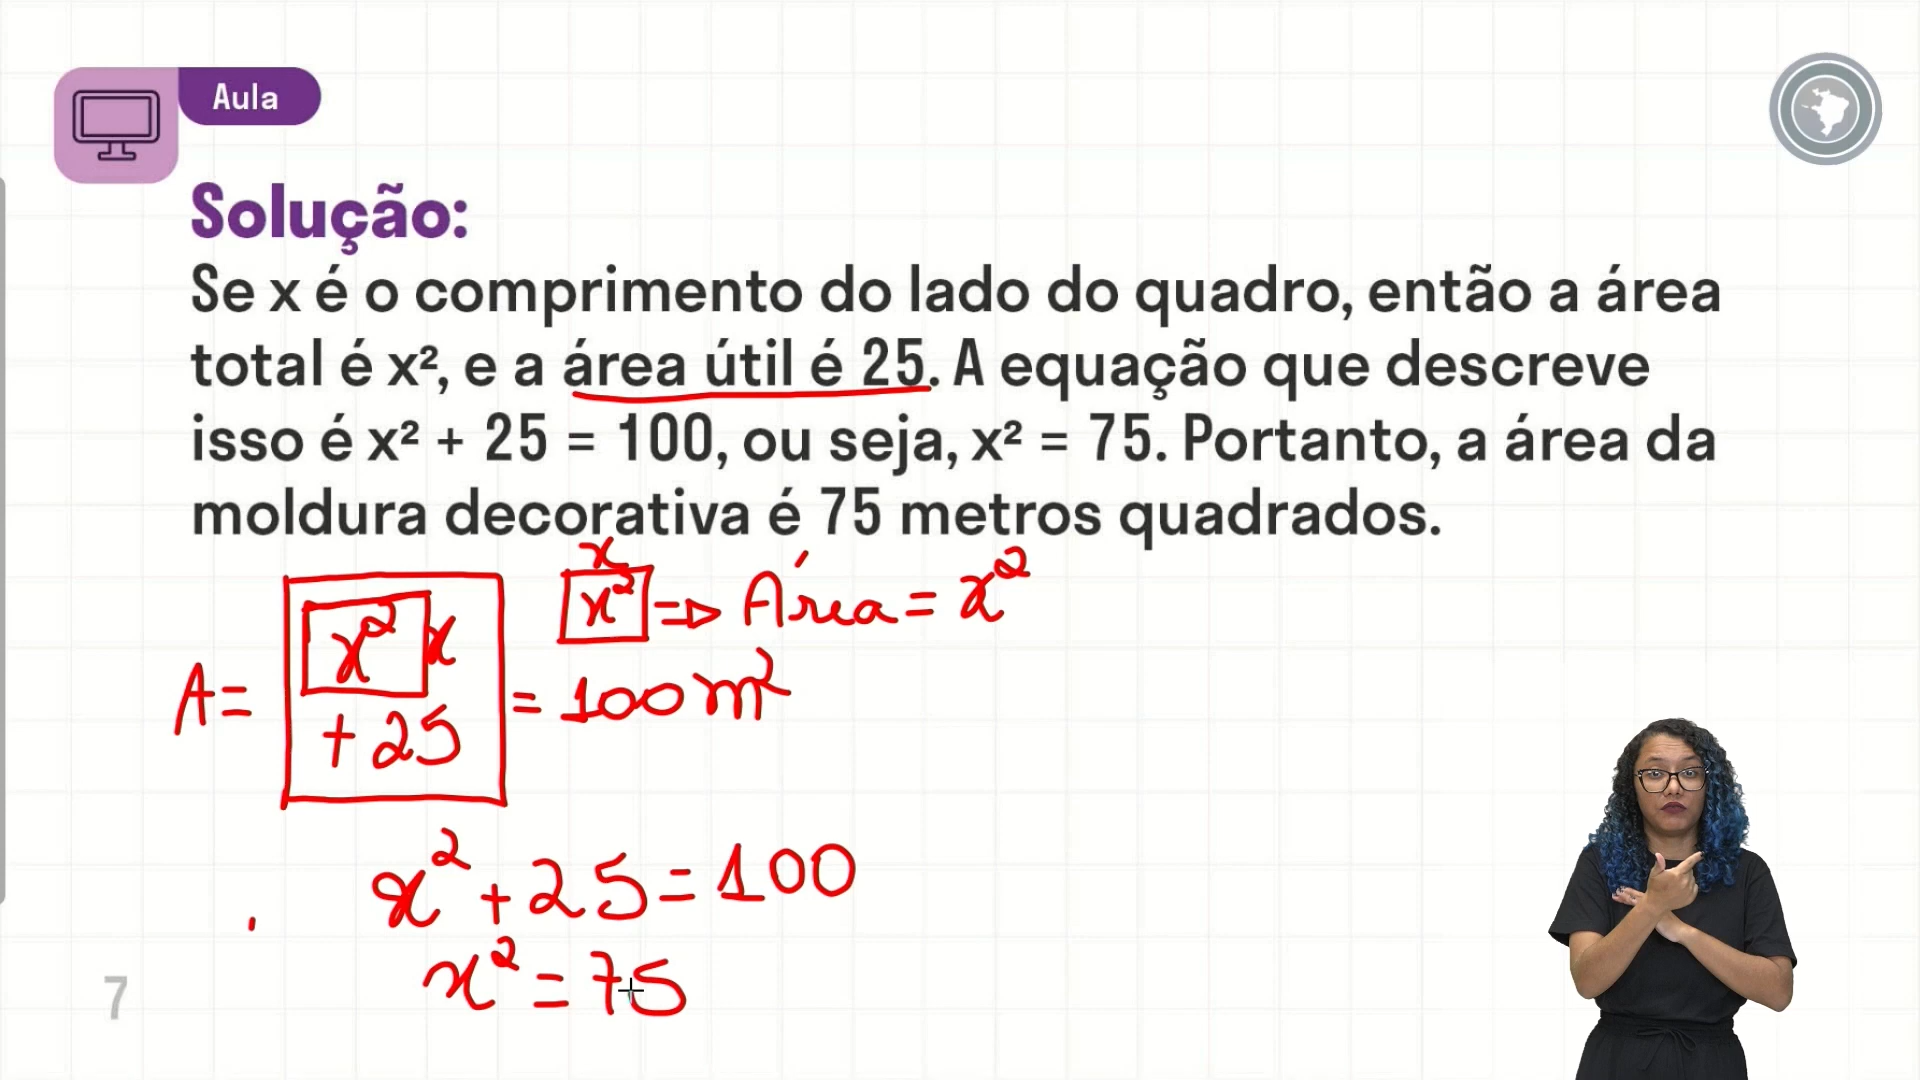 Aula
Solução:
Se x é o comprimento do lado do quadro, então a área
total é x², e a área útil é 25. A equação que descreve
isso é x² + 25 = 100, ou seja, x² = 75. Portanto, a área da
moldura decorativa é 75 metros quadrados.
x
x² ⇒ Área = x²
A = x² x
+ 25 = 100 m²
x² + 25 = 100
x² = 75
7